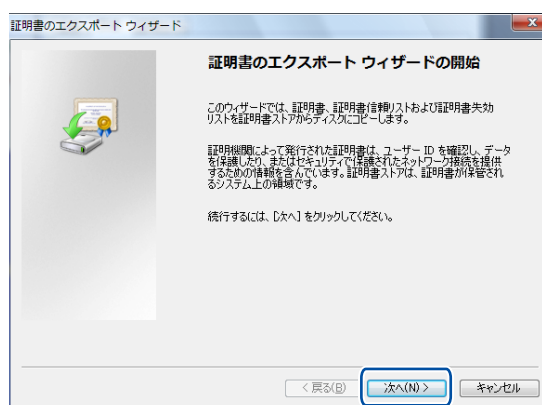 証明書のエクスポート ウィザード
証明書のエクスポート ウィザードの開始
このウィザードでは、証明書、証明書信頼リストおよび証明書失効
リストを証明書ストアからディスクにコピーします。
証明機関によって発行された証明書は、ユーザー ID を確認し、データ
を保護したり、またはセキュリティで保護されたネットワーク接続を提供
するための情報を含んでいます。証明書ストアは、証明書が保管され
るシステム上の領域です。
続行するには、[次へ] をクリックしてください。
< 戻る(B)
次へ(N) >
キャンセル